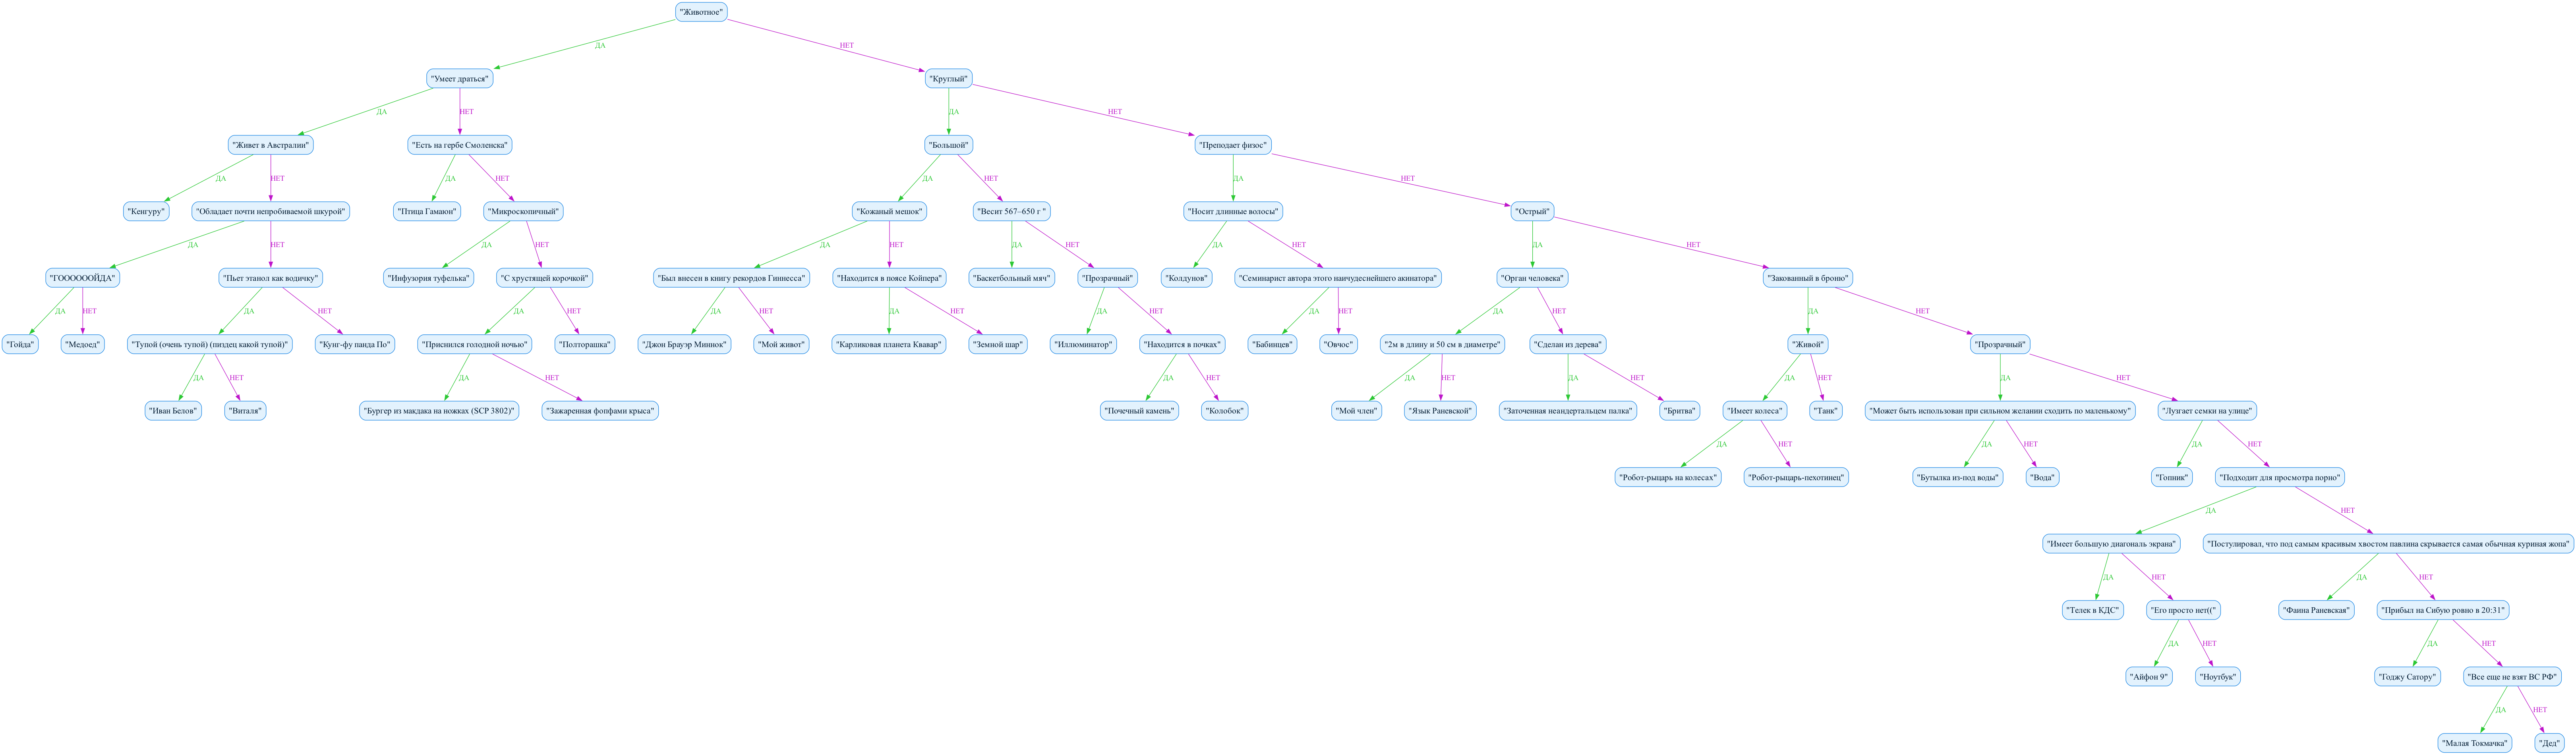 "Животное"
ДА
НЕТ
"Умеет драться"
"Круглый"
ДА
НЕТ
ДА
НЕТ
"Живет в Австралии"
"Есть на гербе Смоленска"
"Большой"
"Преподает физос"
ДА
НЕТ
ДА
НЕТ
ДА
НЕТ
ДА
НЕТ
"Кенгуру"
"Обладает почти непробиваемой шкурой"
"Птица Гамаюн"
"Микроскопичный"
"Кожаный мешок"
"Весит 567–650 г "
"Носит длинные волосы"
"Острый"
ДА
НЕТ
ДА
НЕТ
ДА
НЕТ
ДА
НЕТ
ДА
НЕТ
ДА
НЕТ
"ГООООООЙДА"
"Пьет этанол как водичку"
"Инфузория туфелька"
"С хрустящей корочкой"
"Был внесен в книгу рекордов Гиннесса"
"Находится в поясе Койпера"
"Баскетбольный мяч"
"Прозрачный"
"Колдунов"
"Семинарист автора этого наичудеснейшего акинатора"
"Орган человека"
"Закованный в броню"
ДА
НЕТ
ДА
НЕТ
ДА
НЕТ
ДА
НЕТ
ДА
НЕТ
ДА
НЕТ
ДА
НЕТ
ДА
НЕТ
ДА
НЕТ
"Гойда"
"Медоед"
"Тупой (очень тупой) (пиздец какой тупой)"
"Кунг-фу панда По"
"Приснился голодной ночью"
"Полторашка"
"Джон Брауэр Миннок"
"Мой живот"
"Карликовая планета Квавар"
"Земной шар"
"Иллюминатор"
"Находится в почках"
"Бабинцев"
"Овчос"
"2м в длину и 50 см в диаметре"
"Сделан из дерева"
"Живой"
"Прозрачный"
ДА
НЕТ
ДА
НЕТ
ДА
НЕТ
ДА
НЕТ
ДА
НЕТ
ДА
НЕТ
ДА
НЕТ
"Иван Белов"
"Виталя"
"Бургер из макдака на ножках (SCP 3802)"
"Зажаренная фопфами крыса"
"Почечный камень"
"Колобок"
"Мой член"
"Язык Раневской"
"Заточенная неандертальцем палка"
"Бритва"
"Имеет колеса"
"Танк"
"Может быть использован при сильном желании сходить по маленькому"
"Лузгает семки на улице"
ДА
НЕТ
ДА
НЕТ
ДА
НЕТ
"Робот-рыцарь на колесах"
"Робот-рыцарь-пехотинец"
"Бутылка из-под воды"
"Вода"
"Гопник"
"Подходит для просмотра порно"
ДА
НЕТ
"Имеет большую диагональ экрана"
"Постулировал, что под самым красивым хвостом павлина скрывается самая обычная куриная жопа"
ДА
НЕТ
ДА
НЕТ
"Телек в КДС"
"Его просто нет(("
"Фаина Раневская"
"Прибыл на Сибую ровно в 20:31"
ДА
НЕТ
ДА
НЕТ
"Айфон 9"
"Ноутбук"
"Годжу Сатору"
"Все еще не взят ВС РФ"
ДА
НЕТ
"Малая Токмачка"
"Дед"